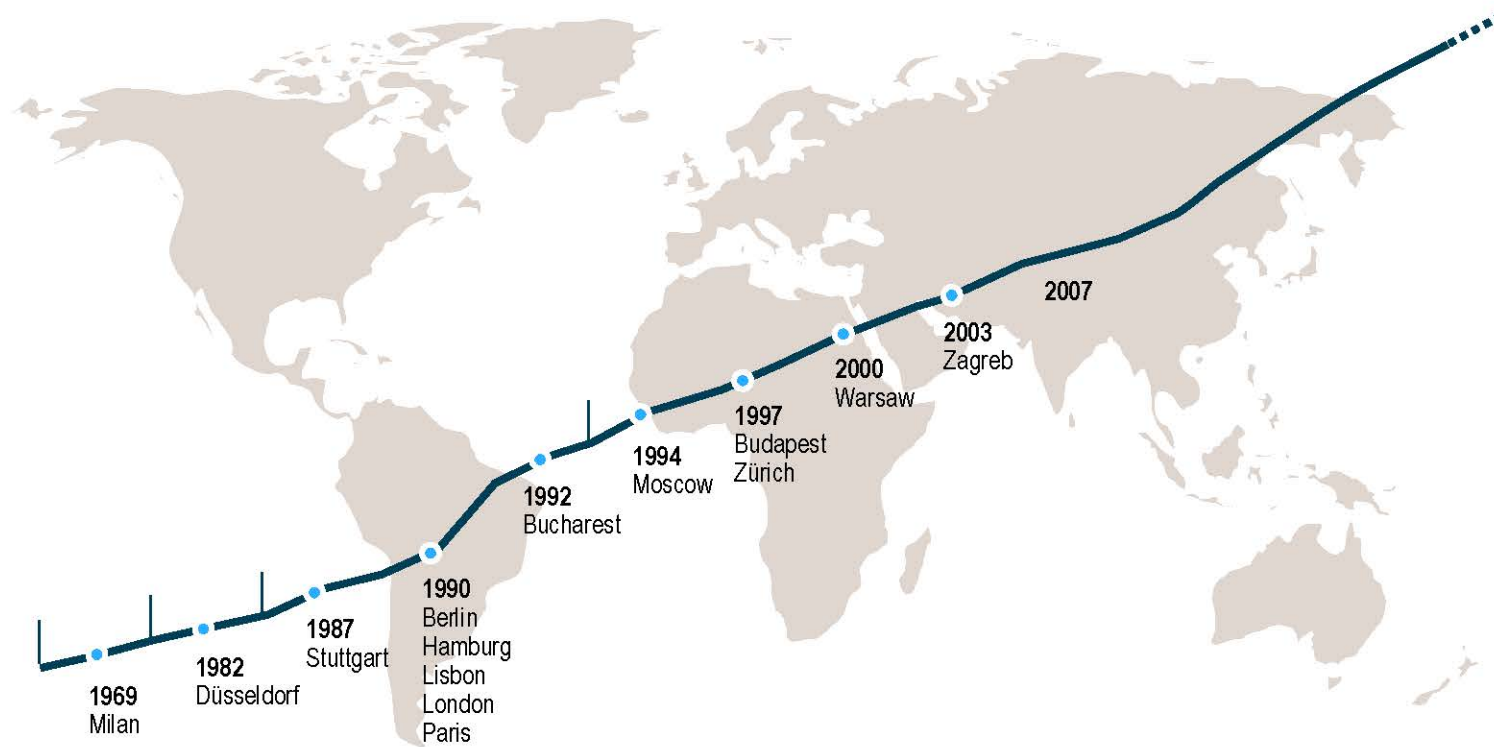 1969
Milan
1982
Düsseldorf
1987
Stuttgart
1990
Berlin
Hamburg
Lisbon
London
Paris
1992
Bucharest
1994
Moscow
1997
Budapest
Zürich
2000
Warsaw
2003
Zagreb
2007